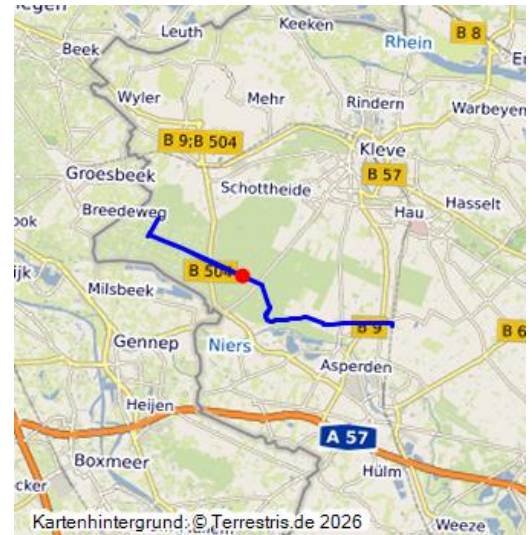 Leuth
Keeken
Rhein
B 8
Beek
Wyler
Mehr
Rindern
Warbeyen
B 9;B 504
Kleve
Groesbeek
B 57
Schottheide
Hasselt
Breedeweg
Hau
B 504
Milsbeek
B 9
Gennep
Niers
Asperden
Heijen
A 57
Boxmeer
Hülm
Weeze
Kartenhintergrund: © Terrestris.de 2026